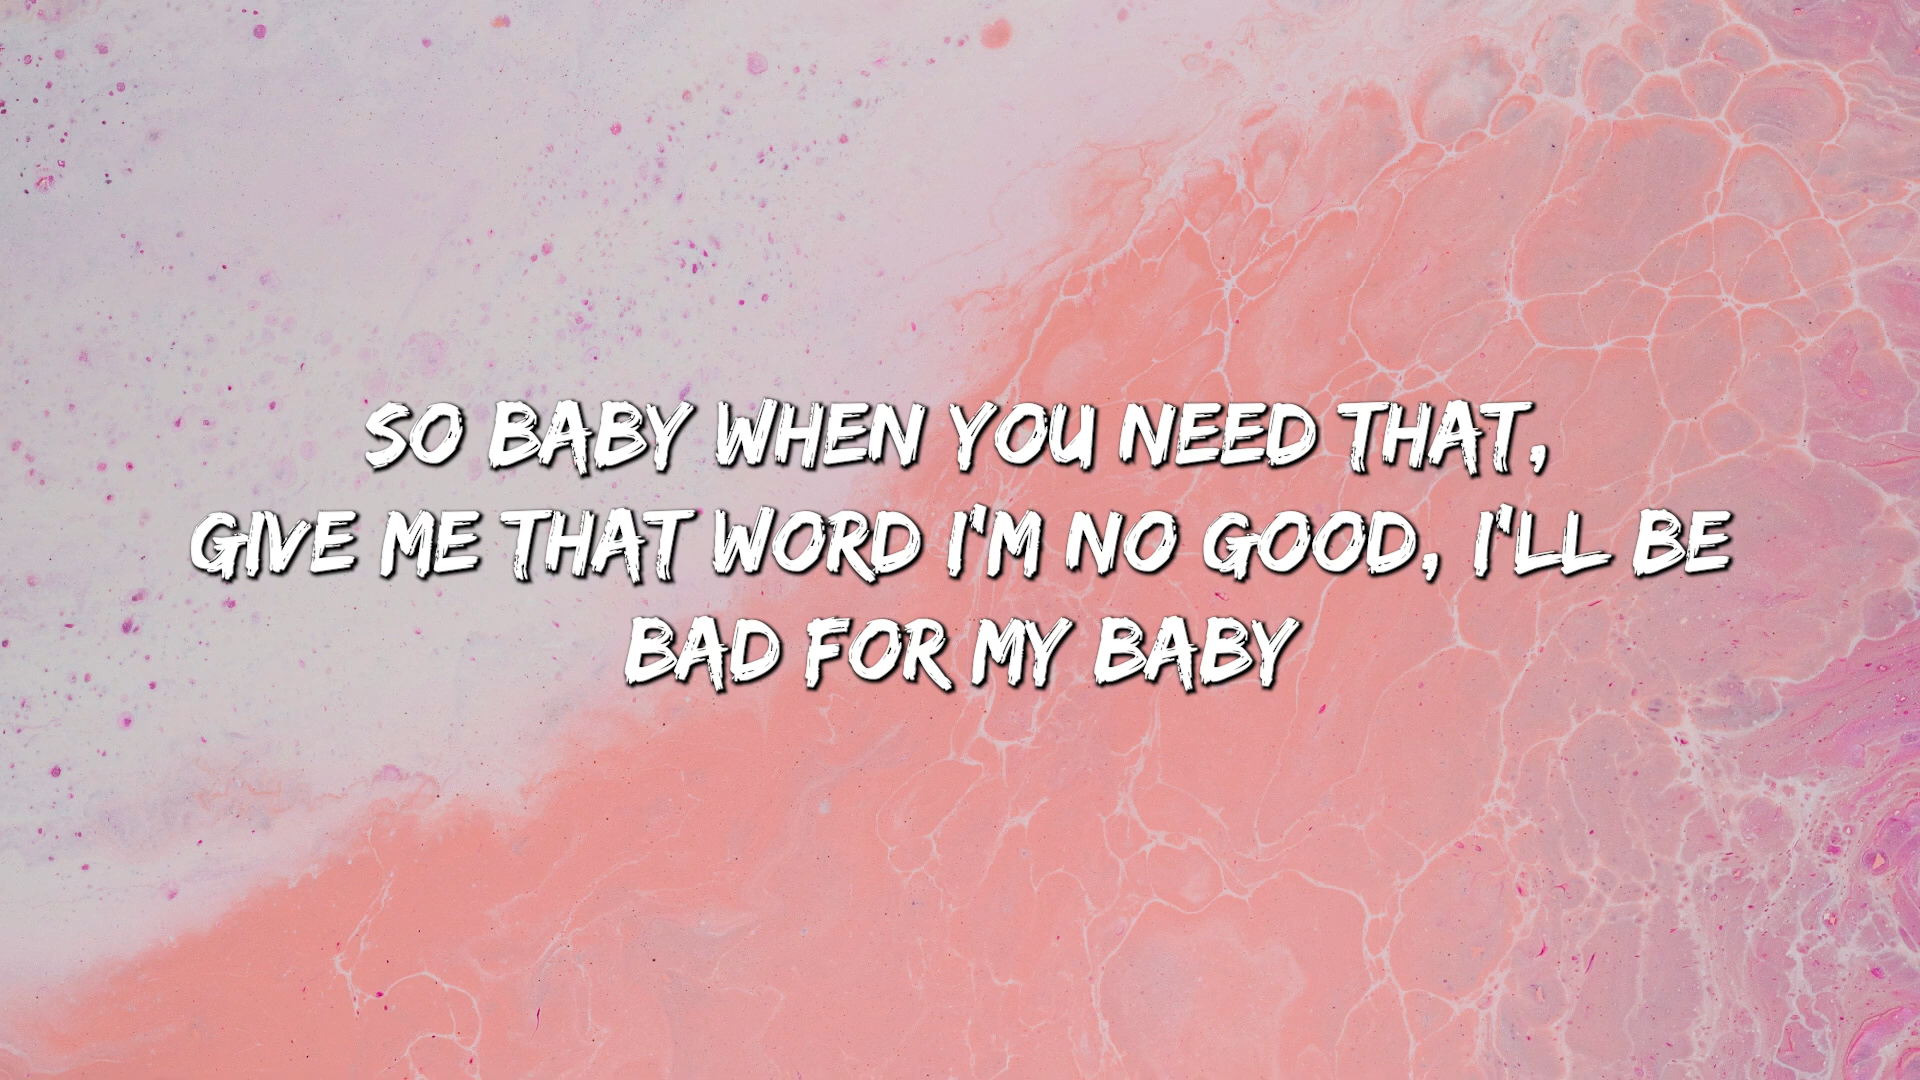 SO BABY WHEN YOU NEED THAT,
GIVE ME THAT WORD I'M NO GOOD, I'LL BE
BAD FOR MY BABY